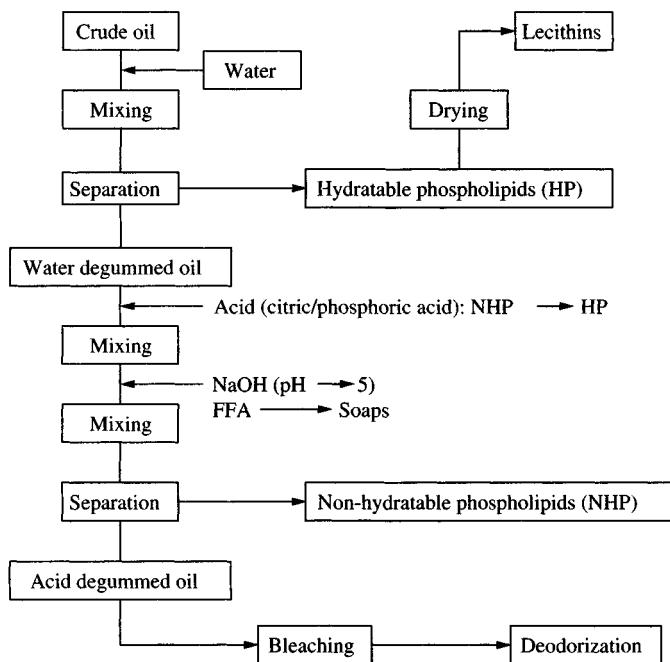 Crude oil
Lecithins
Water
Mixing
Drying
Separation
Hydratable phospholipids (HP)
Water degummed oil
Acid (citric/phosphoric acid): NHP → HP
Mixing
NaOH (pH → 5)
FFA → Soaps
Mixing
Separation
Non-hydratable phospholipids (NHP)
Acid degummed oil
Bleaching
Deodorization